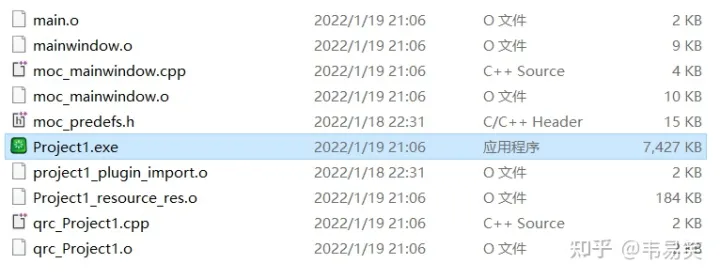 main.o 2022/1/19 21:06 O 文件 2 KB
mainwindow.o 2022/1/19 21:06 O 文件 9 KB
moc_mainwindow.cpp 2022/1/19 21:06 C++ Source 4 KB
moc_mainwindow.o 2022/1/19 21:06 O 文件 10 KB
moc_predefs.h 2022/1/18 22:31 C/C++ Header 15 KB
Project1.exe 2022/1/19 21:06 应用程序 7,427 KB
project1_plugin_import.o 2022/1/18 22:31 O 文件 2 KB
Project1_resource_res.o 2022/1/19 21:06 O 文件 184 KB
qrc_Project1.cpp 2022/1/19 21:06 C++ Source 2 KB
qrc_Project1.o 2022/1/19 21:06 O 文件 2 KB
知乎 @韦易笑